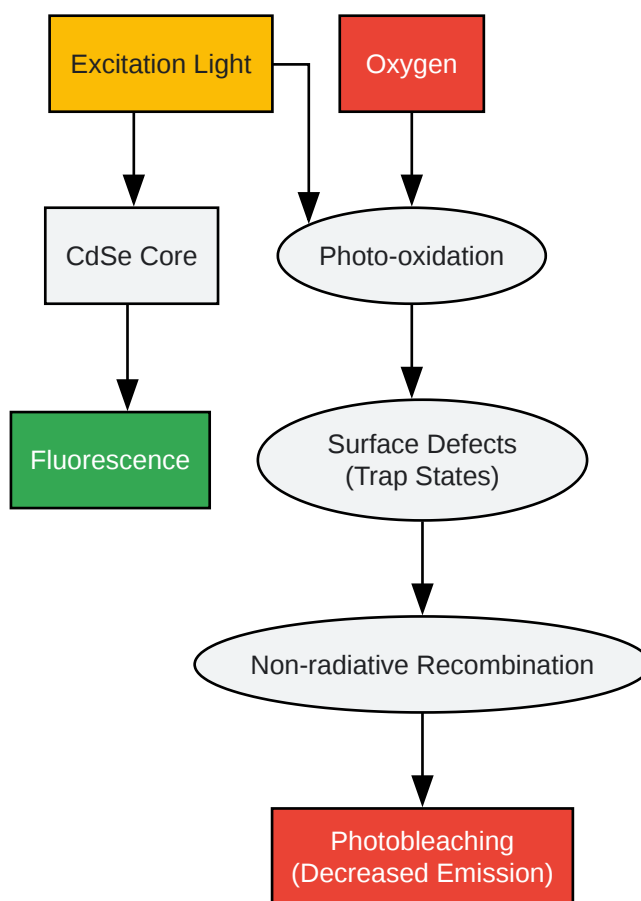 Excitation Light
Oxygen
CdSe Core
Photo-oxidation
Fluorescence
Surface Defects
(Trap States)
Non-radiative Recombination
Photobleaching
(Decreased Emission)